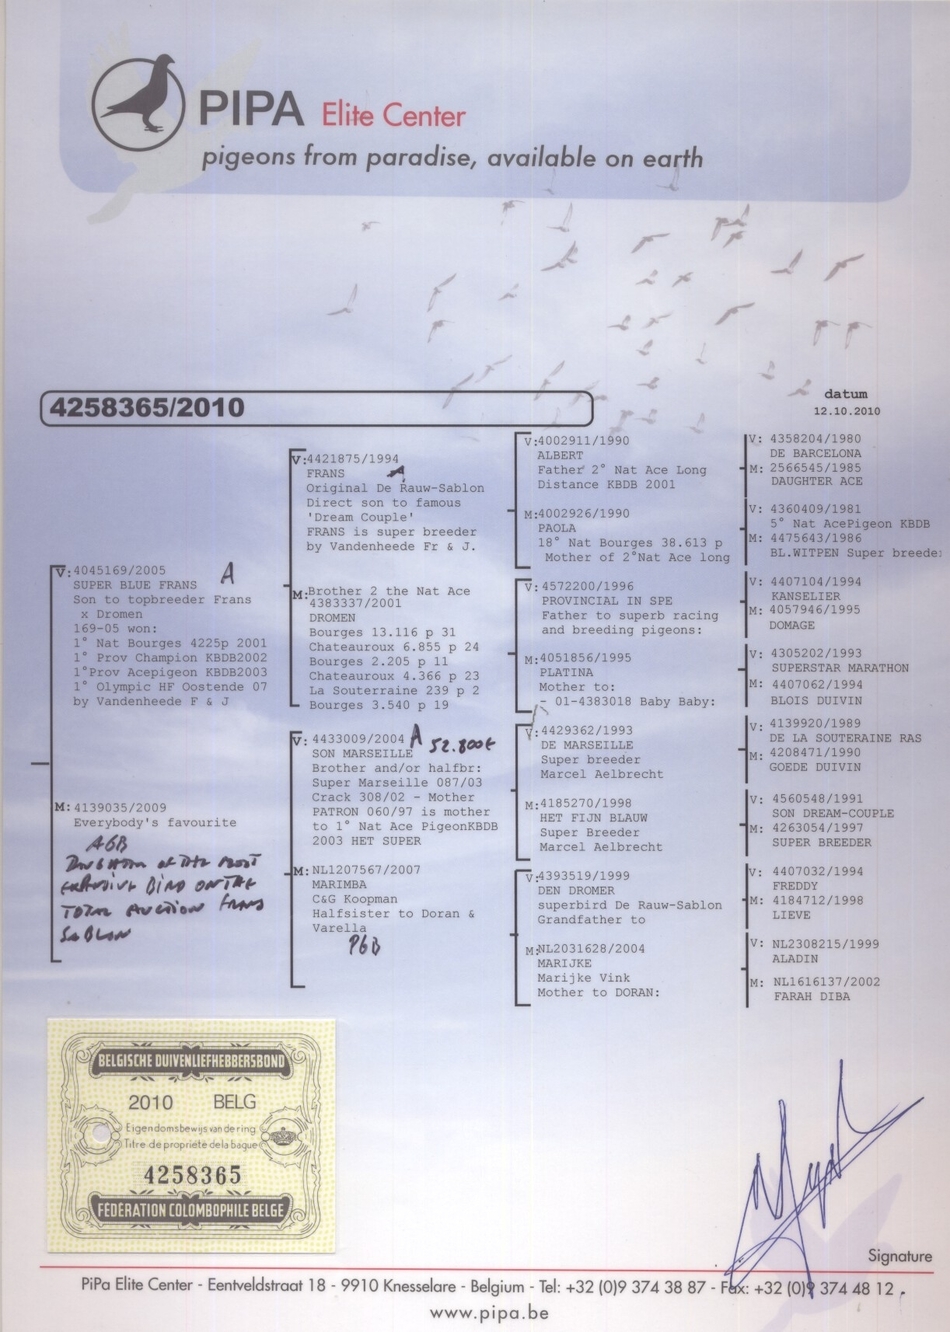 PIPA Elite Center
pigeons from paradise, available on earth
4258365/2010
datum
12.10.2010
V: 4045169/2005 A
SUPER BLUE FRANS
Son to topbreeder Frans
x Dromen
169-05 won:
1° Nat Bourges 4225p 2001
1° Prov Champion KBDB2002
1°Prov Acepigeon KBDB2003
1° Olympic HF Oostende 07
by Vandenheede F & J
M: 4139035/2009
Everybody's favourite
AGB
Daughter of the most
expensive bird on the
total auction Frans
Sablon
V: 4421875/1994
FRANS A
Original De Rauw-Sablon
Direct son to famous
'Dream Couple'
FRANS is super breeder
by Vandenheede Fr & J.
M: Brother 2 the Nat Ace
4383337/2001
DROMEN
Bourges 13.116 p 31
Chateauroux 6.855 p 24
Bourges 2.205 p 11
Chateauroux 4.366 p 23
La Souterraine 239 p 2
Bourges 3.540 p 19
V: 4433009/2004 A 52.800€
SON MARSEILLE
Brother and/or halfbr:
Super Marseille 087/03
Crack 308/02 - Mother
PATRON 060/97 is mother
to 1° Nat Ace PigeonKBDB
2003 HET SUPER
M: NL1207567/2007
MARIMBA
C&G Koopman
Halfsister to Doran &
Varella
PGB
V:4002911/1990
ALBERT
Father 2° Nat Ace Long
Distance KBDB 2001
M:4002926/1990
PAOLA
18° Nat Bourges 38.613 p
Mother of 2°Nat Ace long
V: 4572200/1996
PROVINCIAL IN SPE
Father to superb racing
and breeding pigeons:
M:4051856/1995
PLATINA
Mother to:
- 01-4383018 Baby Baby:
V:4429362/1993
DE MARSEILLE
Super breeder
Marcel Aelbrecht
M:4185270/1998
HET FIJN BLAUW
Super Breeder
Marcel Aelbrecht
V:4393519/1999
DEN DROMER
superbird De Rauw-Sablon
Grandfather to
M:NL2031628/2004
MARIJKE
Marijke Vink
Mother to DORAN:
V: 4358204/1980
DE BARCELONA
M: 2566545/1985
DAUGHTER ACE
V: 4360409/1981
5° Nat AcePigeon KBDB
M: 4475643/1986
BL.WITPEN Super breeder
V: 4407104/1994
KANSELIER
M: 4057946/1995
DOMAGE
V: 4305202/1993
SUPERSTAR MARATHON
M: 4407062/1994
BLOIS DUIVIN
V: 4139920/1989
DE LA SOUTERAINE RAS
M: 4208471/1990
GOEDE DUIVIN
V: 4560548/1991
SON DREAM-COUPLE
M: 4263054/1997
SUPER BREEDER
V: 4407032/1994
FREDDY
M: 4184712/1998
LIEVE
V: NL2308215/1999
ALADIN
M: NL1616137/2002
FARAH DIBA
BELGISCHE DUIVENLIEFHEBBERSBOND
2010 BELG
Eigendomsbewijs van de ring
Titre de propriété de la bague
4258365
FÉDÉRATION COLOMBOPHILE BELGE
Signature
PiPa Elite Center - Eentveldstraat 18 - 9910 Knesselare - Belgium - Tel: +32 (0)9 374 38 87 - Fax: +32 (0)9 374 48 12
www.pipa.be